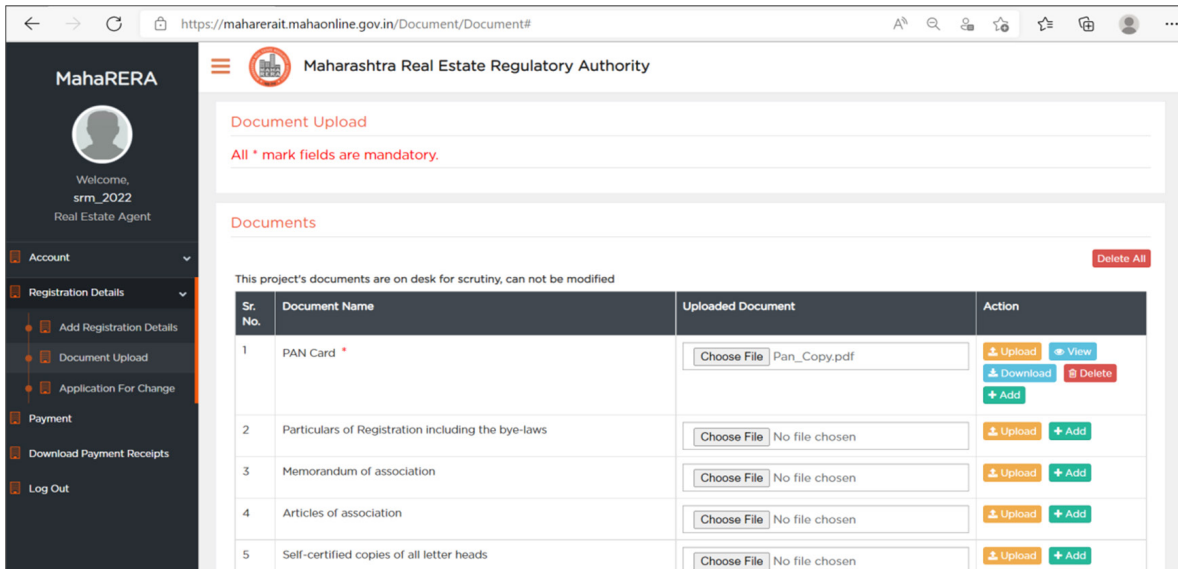 https://maharerait.mahaonline.gov.in/Document/Document#
MahaRERA
Welcome,
srm_2022
Real Estate Agent
Account
Registration Details
Add Registration Details
Document Upload
Application For Change
Payment
Download Payment Receipts
Log Out
Maharashtra Real Estate Regulatory Authority
Document Upload
All * mark fields are mandatory.
Documents
Delete All
This project's documents are on desk for scrutiny, can not be modified
Sr. No. Document Name Uploaded Document Action
1 PAN Card * Choose File Pan_Copy.pdf Upload View
Download Delete
+ Add
2 Particulars of Registration including the bye-laws Choose File No file chosen Upload + Add
3 Memorandum of association Choose File No file chosen Upload + Add
4 Articles of association Choose File No file chosen Upload + Add
5 Self-certified copies of all letter heads Choose File No file chosen Upload + Add